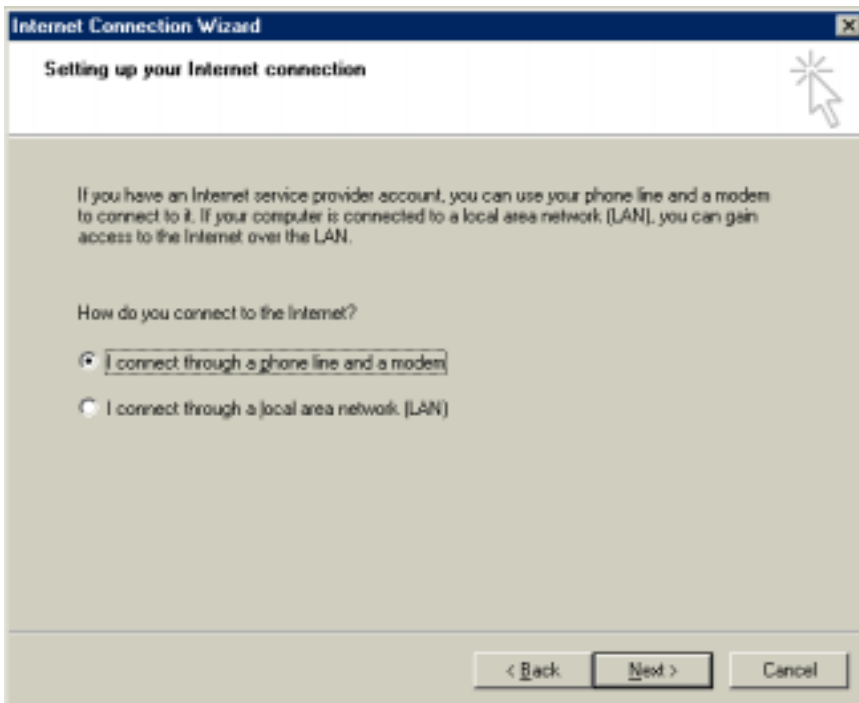 Internet Connection Wizard
Setting up your Internet connection
If you have an Internet service provider account, you can use your phone line and a modem
to connect to it. If your computer is connected to a local area network (LAN), you can gain
access to the Internet over the LAN.
How do you connect to the Internet?
I connect through a phone line and a modem
I connect through a local area network (LAN)
< Back
Next >
Cancel